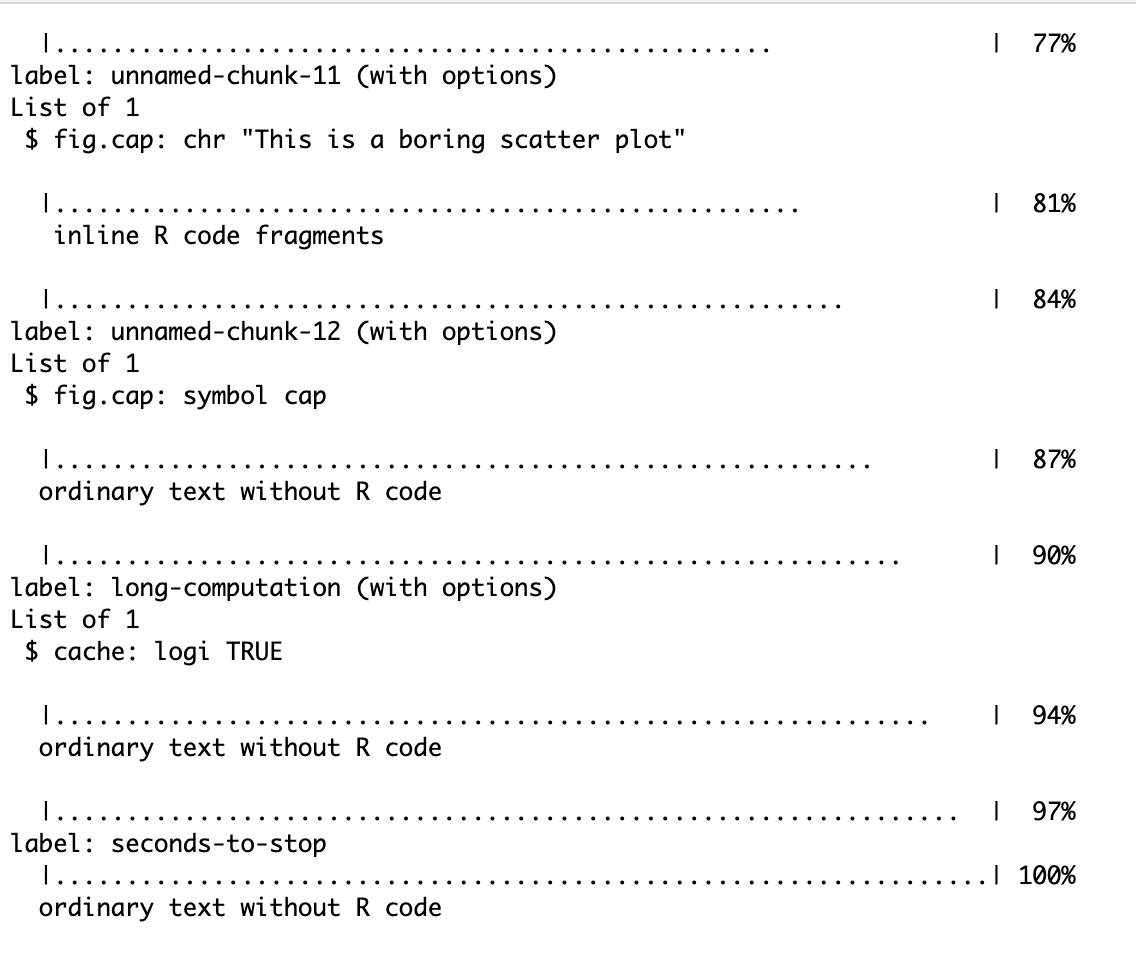 |..................................................               |  77%
label: unnamed-chunk-11 (with options)
List of 1
 $ fig.cap: chr "This is a boring scatter plot"
|....................................................             |  81%
inline R code fragments
|.......................................................          |  84%
label: unnamed-chunk-12 (with options)
List of 1
 $ fig.cap: symbol cap
|.........................................................        |  87%
ordinary text without R code
|...........................................................      |  90%
label: long-computation (with options)
List of 1
 $ cache: logi TRUE
|.............................................................    |  94%
ordinary text without R code
|...............................................................  |  97%
label: seconds-to-stop
|.................................................................| 100%
ordinary text without R code